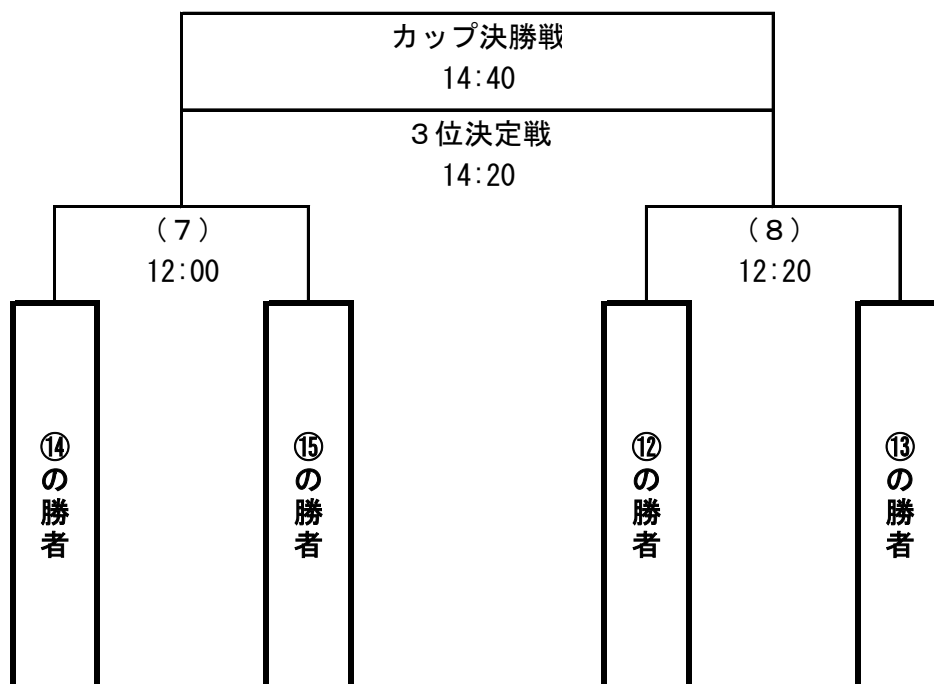 カップ決勝戦
14:40
３位決定戦
14:20
（７）
12:00
（８）
12:20
⑭の勝者
⑮の勝者
⑫の勝者
⑬の勝者